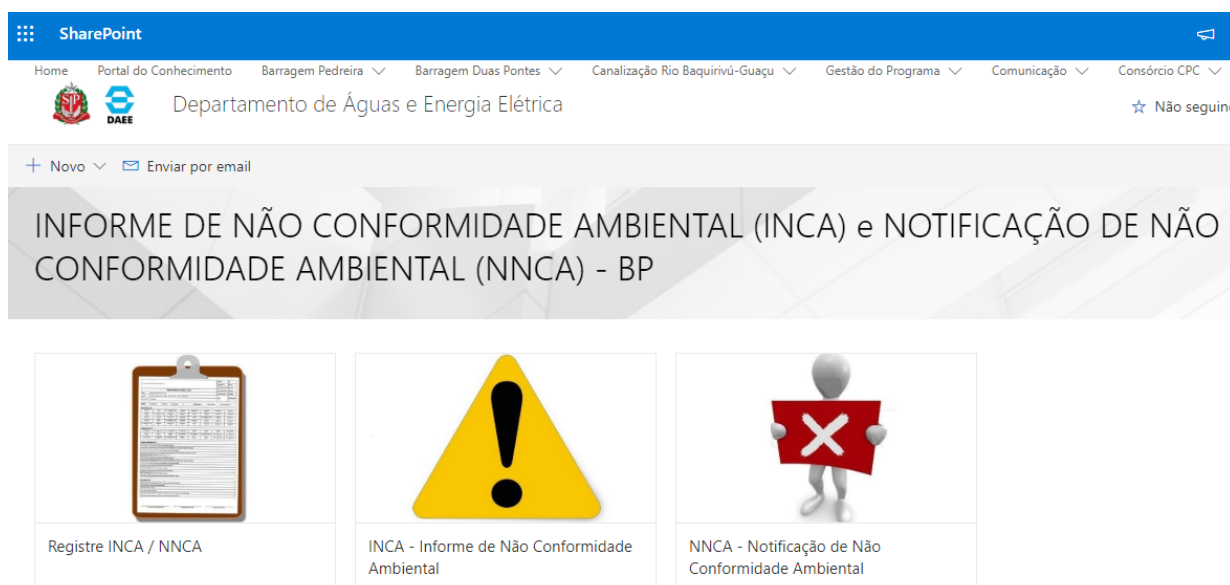 SharePoint
Home Portal do Conhecimento Barragem Pedreira Barragem Duas Pontes Canalização Rio Baquirivú-Guaçu Gestão do Programa Comunicação Consórcio CPC
SP
DAEE
Departamento de Águas e Energia Elétrica
Não seguin
Novo Enviar por email
INFORME DE NÃO CONFORMIDADE AMBIENTAL (INCA) e NOTIFICAÇÃO DE NÃO
CONFORMIDADE AMBIENTAL (NNCA) - BP
Registre INCA / NNCA
INCA - Informe de Não Conformidade
Ambiental
NNCA - Notificação de Não
Conformidade Ambiental